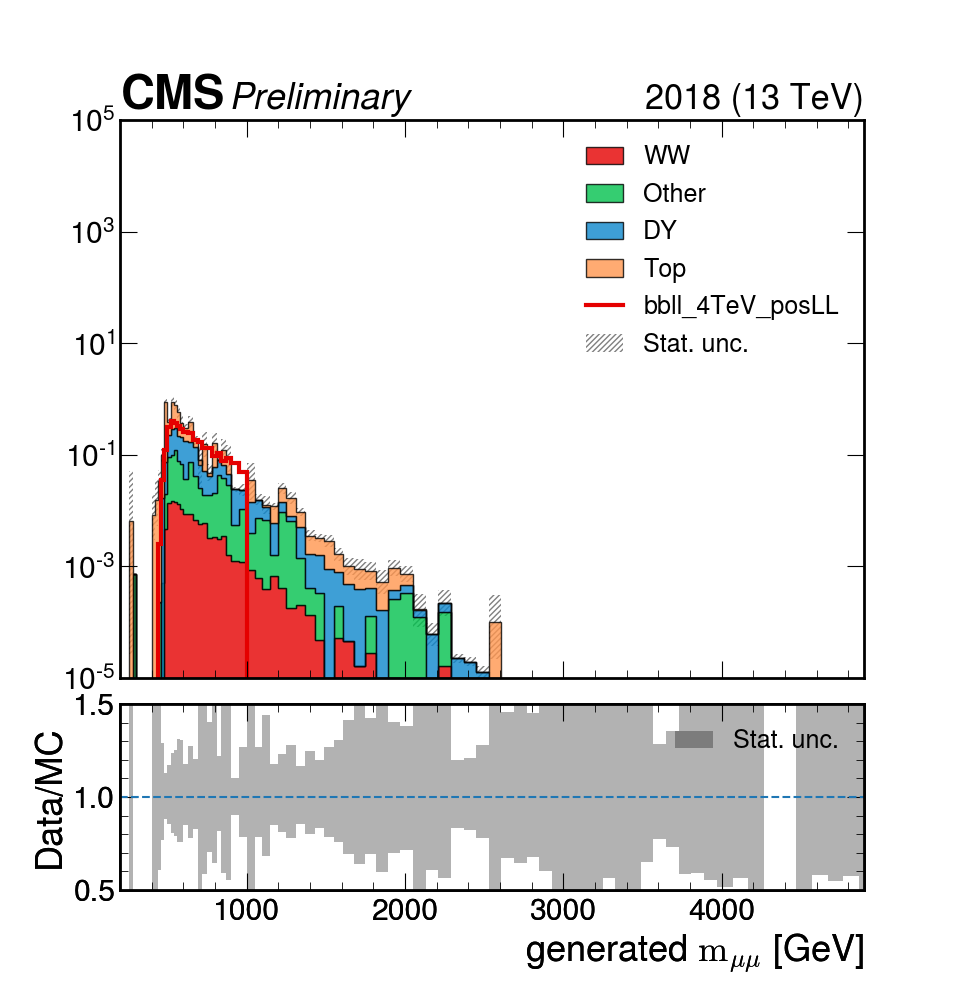 CMS Preliminary 2018 (13 TeV)
10^5
10^3
10^1
10^-1
10^-3
10^-5
WW
Other
DY
Top
bbll_4TeV_posLL
Stat. unc.
1.5
1.0
0.5
Data/MC
Stat. unc.
1000 2000 3000 4000
generated m_μμ [GeV]